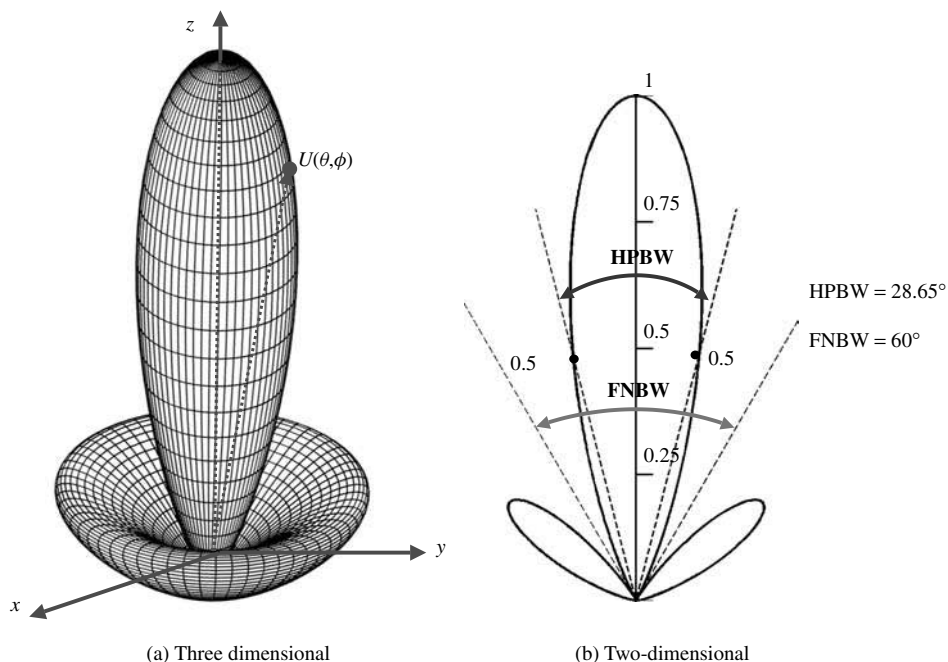 z
U(θ,ϕ)
y
x
(a) Three dimensional
1
0.75
HPBW
HPBW = 28.65°
0.5
FNBW = 60°
0.5
0.5
FNBW
0.25
(b) Two-dimensional